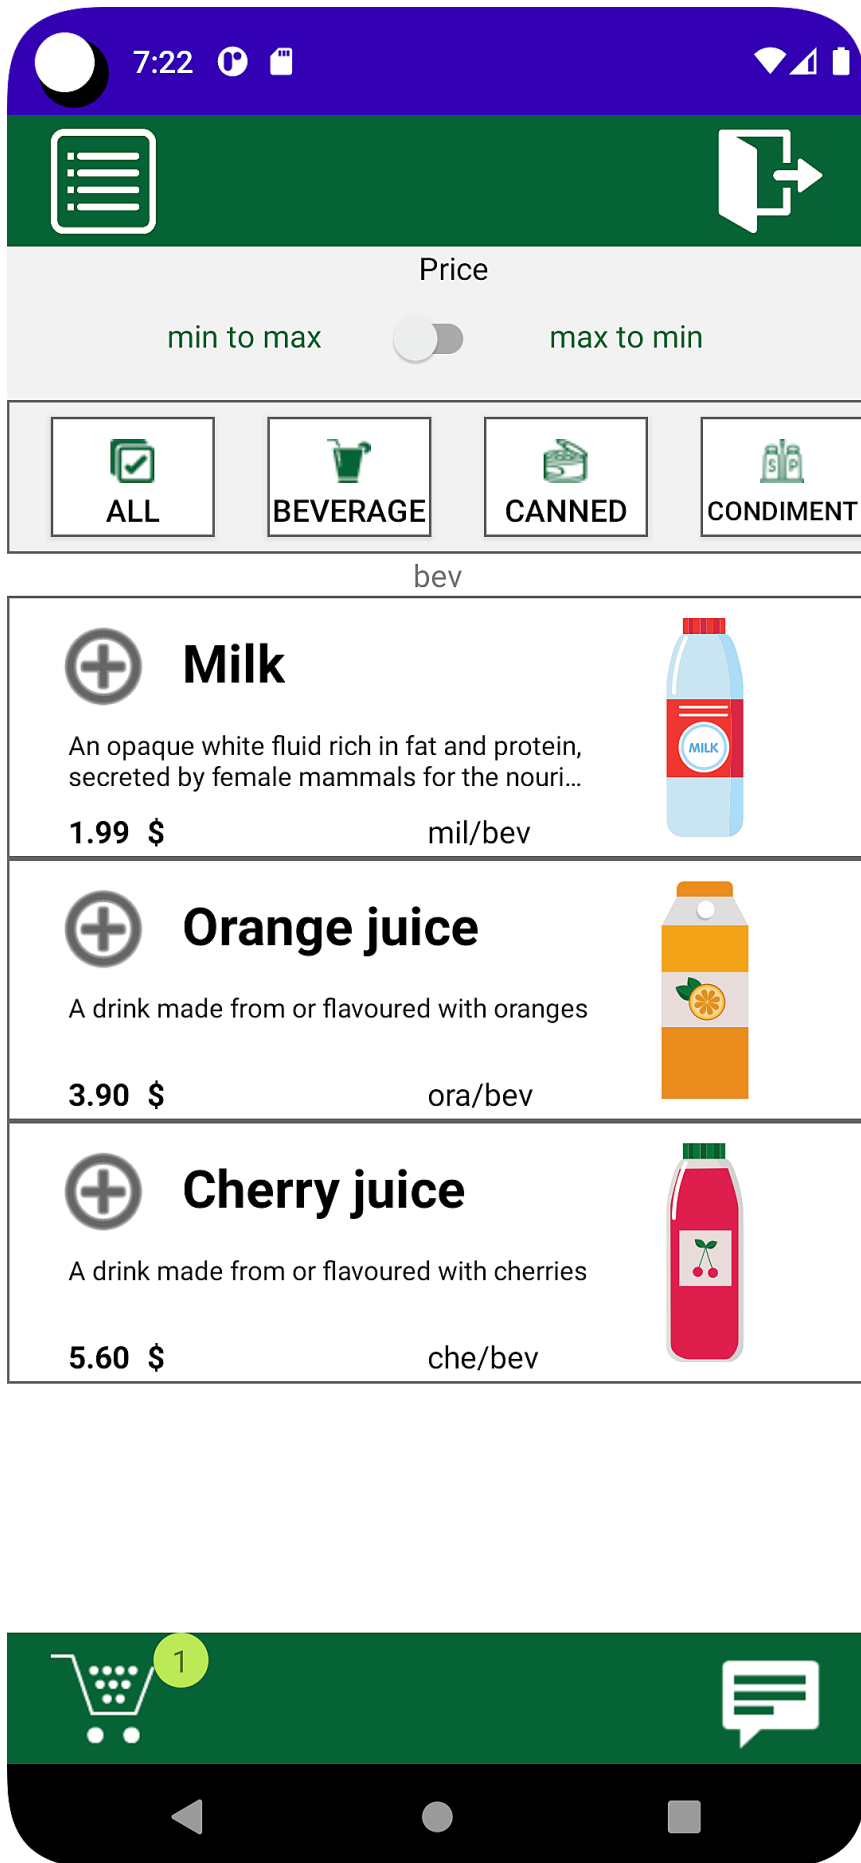 7:22
Price
min to max
max to min
ALL
BEVERAGE
CANNED
S P
CONDIMENT
bev
Milk
An opaque white fluid rich in fat and protein,
secreted by female mammals for the nouri...
1.99 $
mil/bev
MILK
Orange juice
A drink made from or flavoured with oranges
3.90 $
ora/bev
Cherry juice
A drink made from or flavoured with cherries
5.60 $
che/bev
1